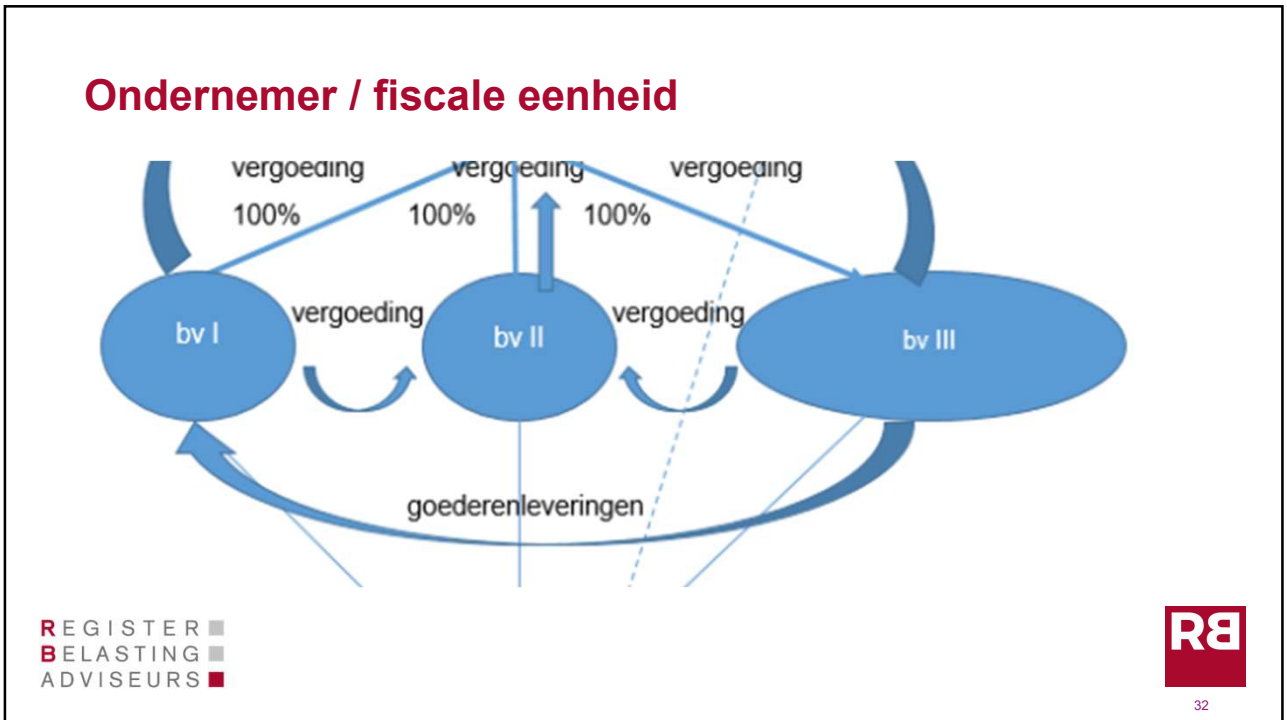 Ondernemer / fiscale eenheid
vergoeding vergoeding vergoeding
100% 100% 100%
vergoeding vergoeding
bv I bv II bv III
goederenleveringen
REGISTER
BELASTING
ADVISEURS
RB
32